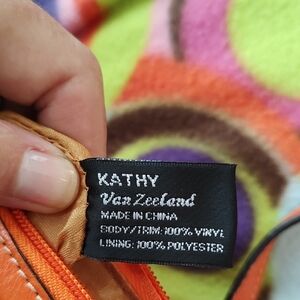 KATHY
Van Zeeland
MADE IN CHINA
BODY/TRIM: 100% VINYL
LINING: 100% POLYESTER